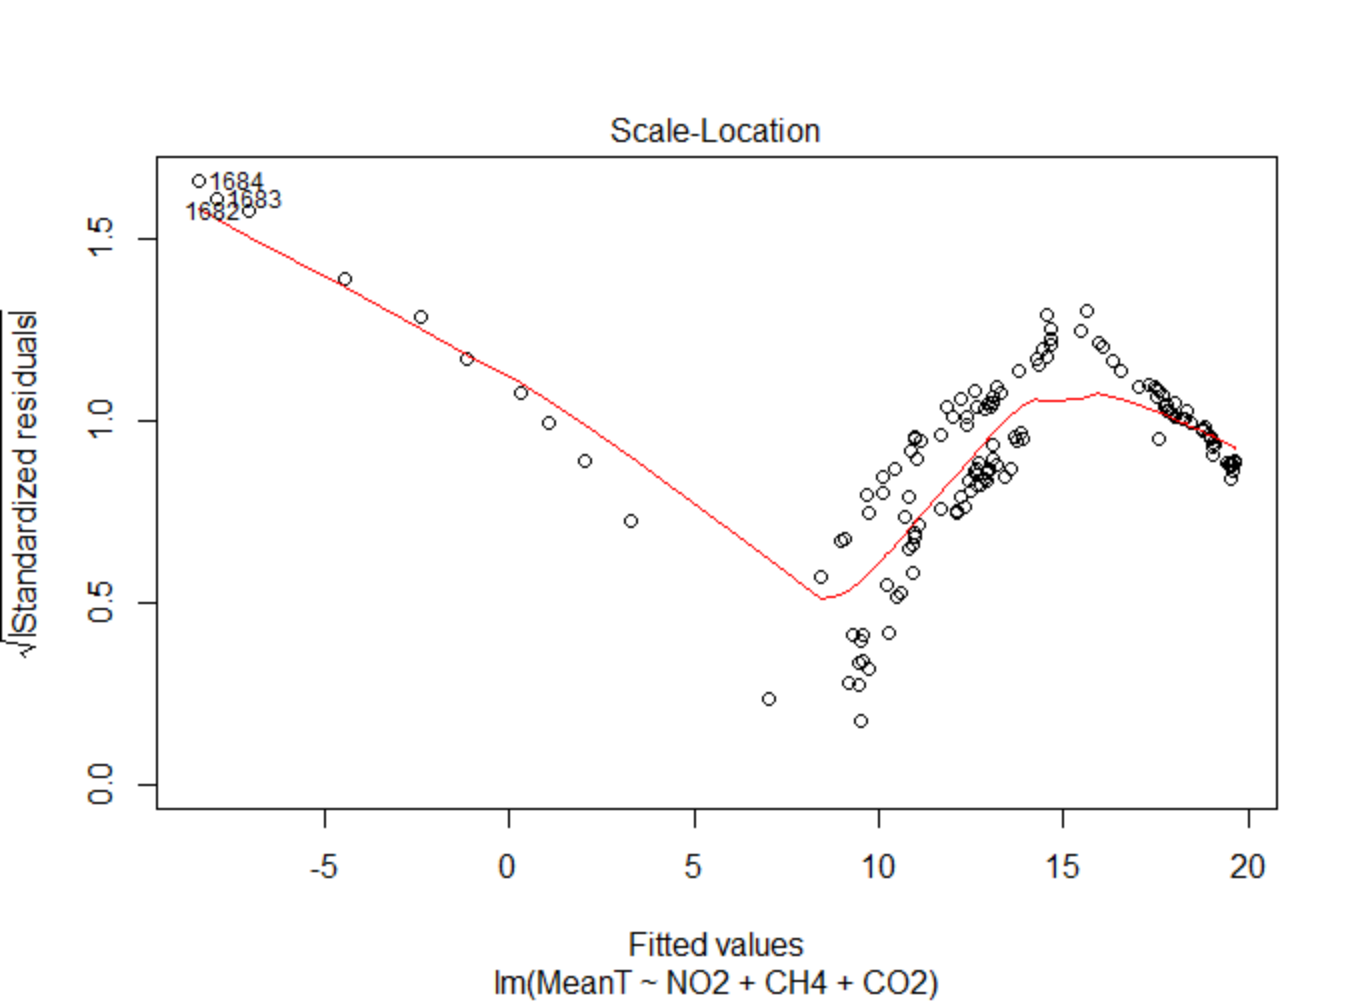 Scale-Location
1684
1683
1682
√|Standardized residuals|
0.0 0.5 1.0 1.5
-5 0 5 10 15 20
Fitted values
lm(MeanT ~ NO2 + CH4 + CO2)